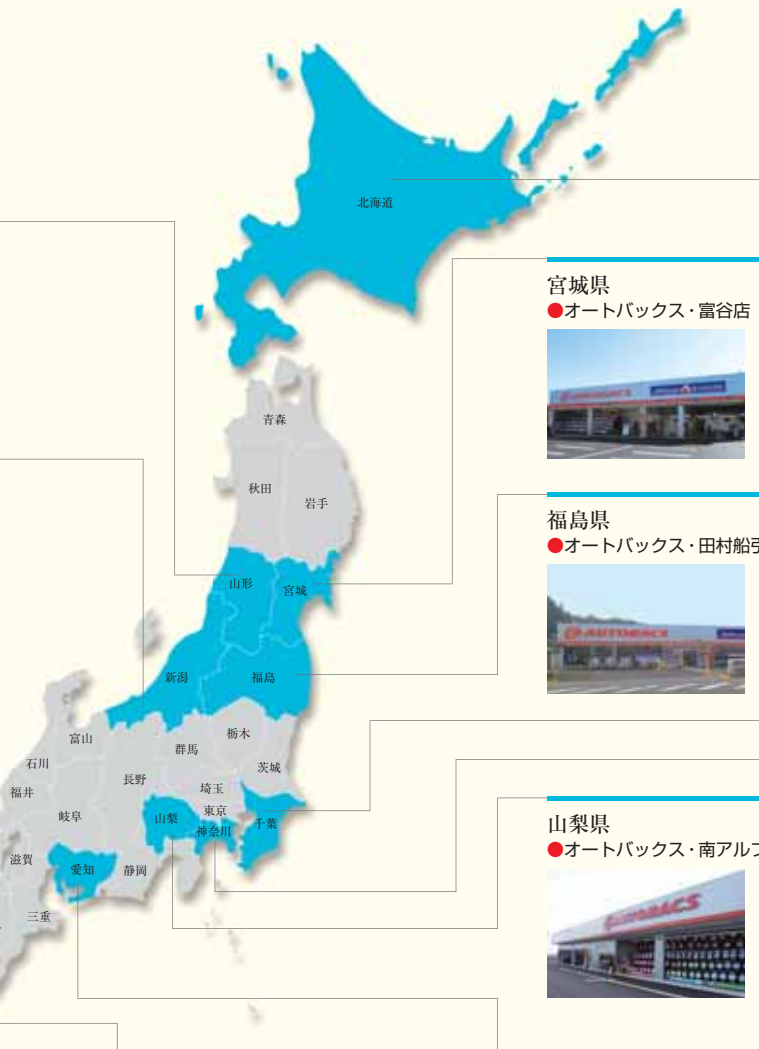 北海道
宮城県
●オートバックス・富谷店
AUTOBACS
青森
秋田
岩手
福島県
●オートバックス・田村船引
AUTOBACS
山形
宮城
新潟
福島
富山
石川
福井
群馬
栃木
茨城
長野
埼玉
岐阜
山梨
東京
神奈川
千葉
滋賀
愛知
静岡
三重
山梨県
●オートバックス・南アルプ
AUTOBACS